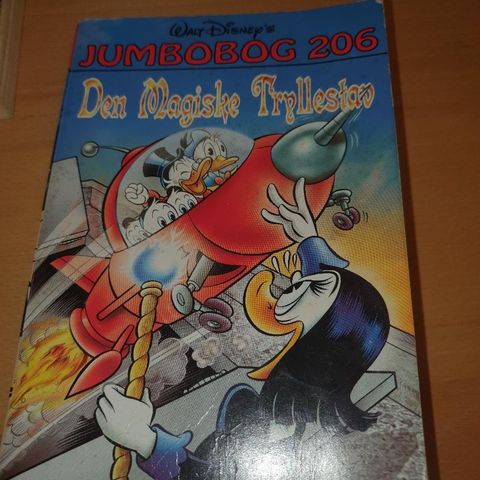 WALT DISNEY'S
JUMBOBOG 206
Den Magiske Tryllestav